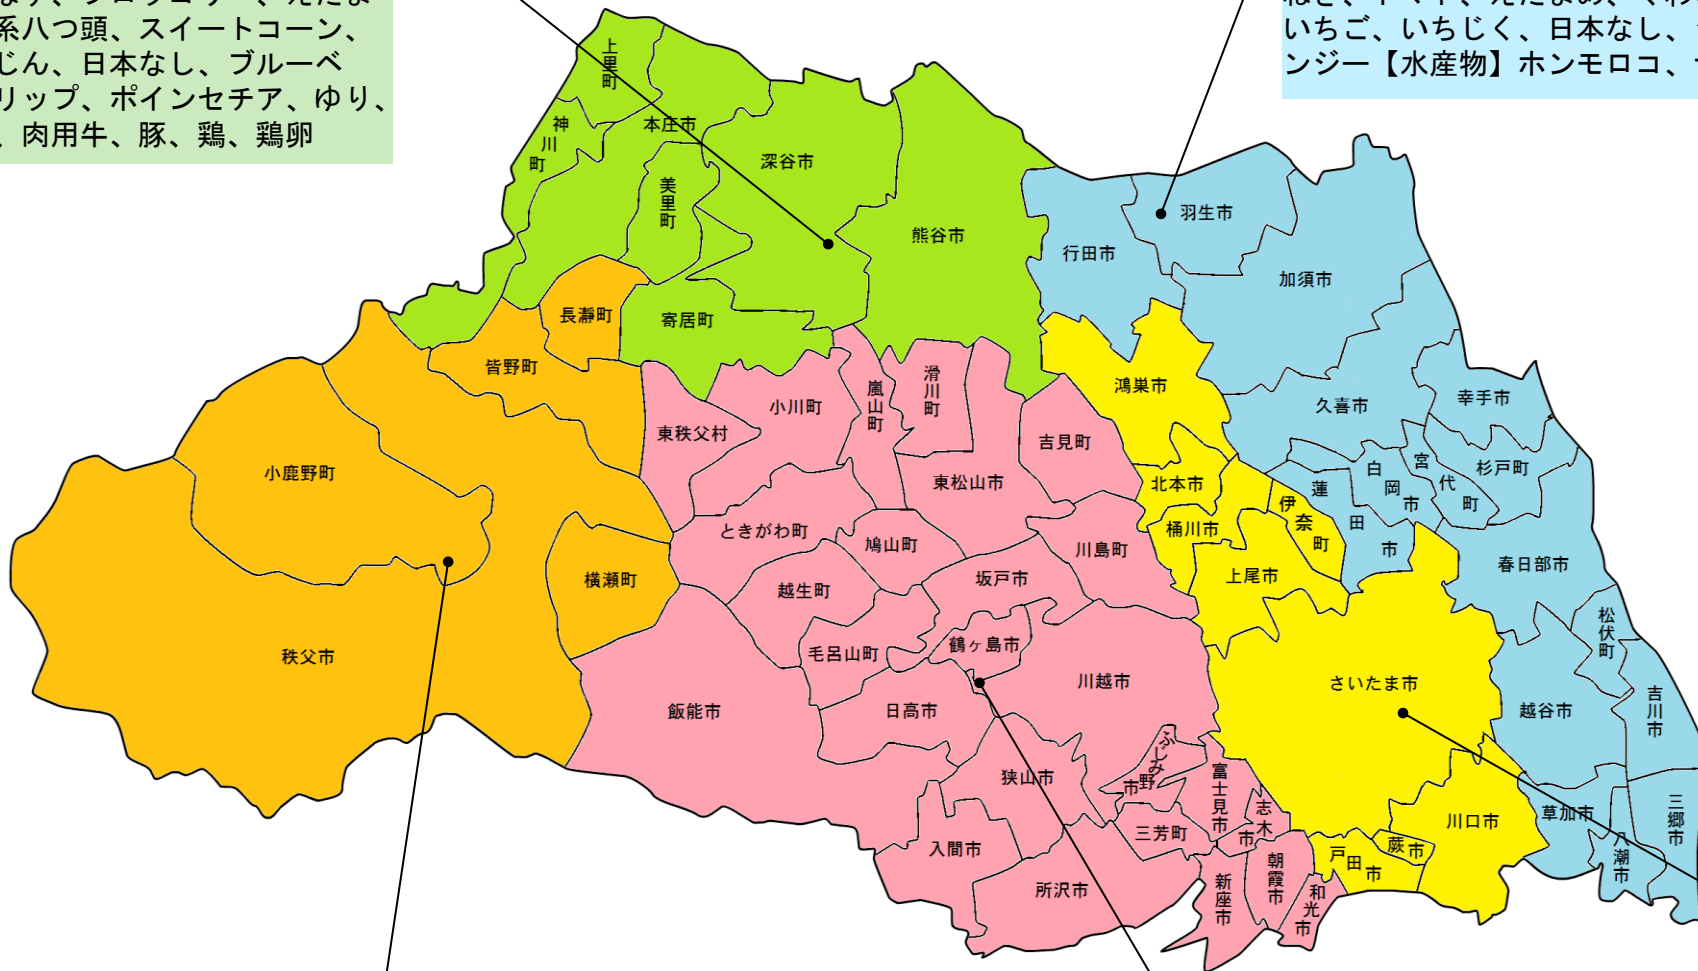 系八つ頭、スイートコーン、
じん、日本なし、ブルーベ
リップ、ポインセチア、ゆり、
、肉用牛、豚、鶏、鶏卵
いちご、いちじく、日本なし、
ンジー【水産物】ホンモロコ、
上里町
神川町
本庄市
美里町
深谷市
熊谷市
寄居町
長瀞町
皆野町
小鹿野町
秩父市
横瀬町
行田市
羽生市
加須市
久喜市
幸手市
白岡市
宮代町
杉戸町
蓮田市
春日部市
松伏町
越谷市
吉川市
草加市
八潮市
三郷市
鴻巣市
北本市
桶川市
伊奈町
上尾市
さいたま市
川口市
蕨市
戸田市
東秩父村
小川町
嵐山町
滑川町
吉見町
東松山市
ときがわ町
鳩山町
川島町
越生町
坂戸市
毛呂山町
鶴ヶ島市
川越市
飯能市
日高市
狭山市
ふじみ野市
富士見市
志木市
三芳町
入間市
所沢市
新座市
朝霞市
和光市